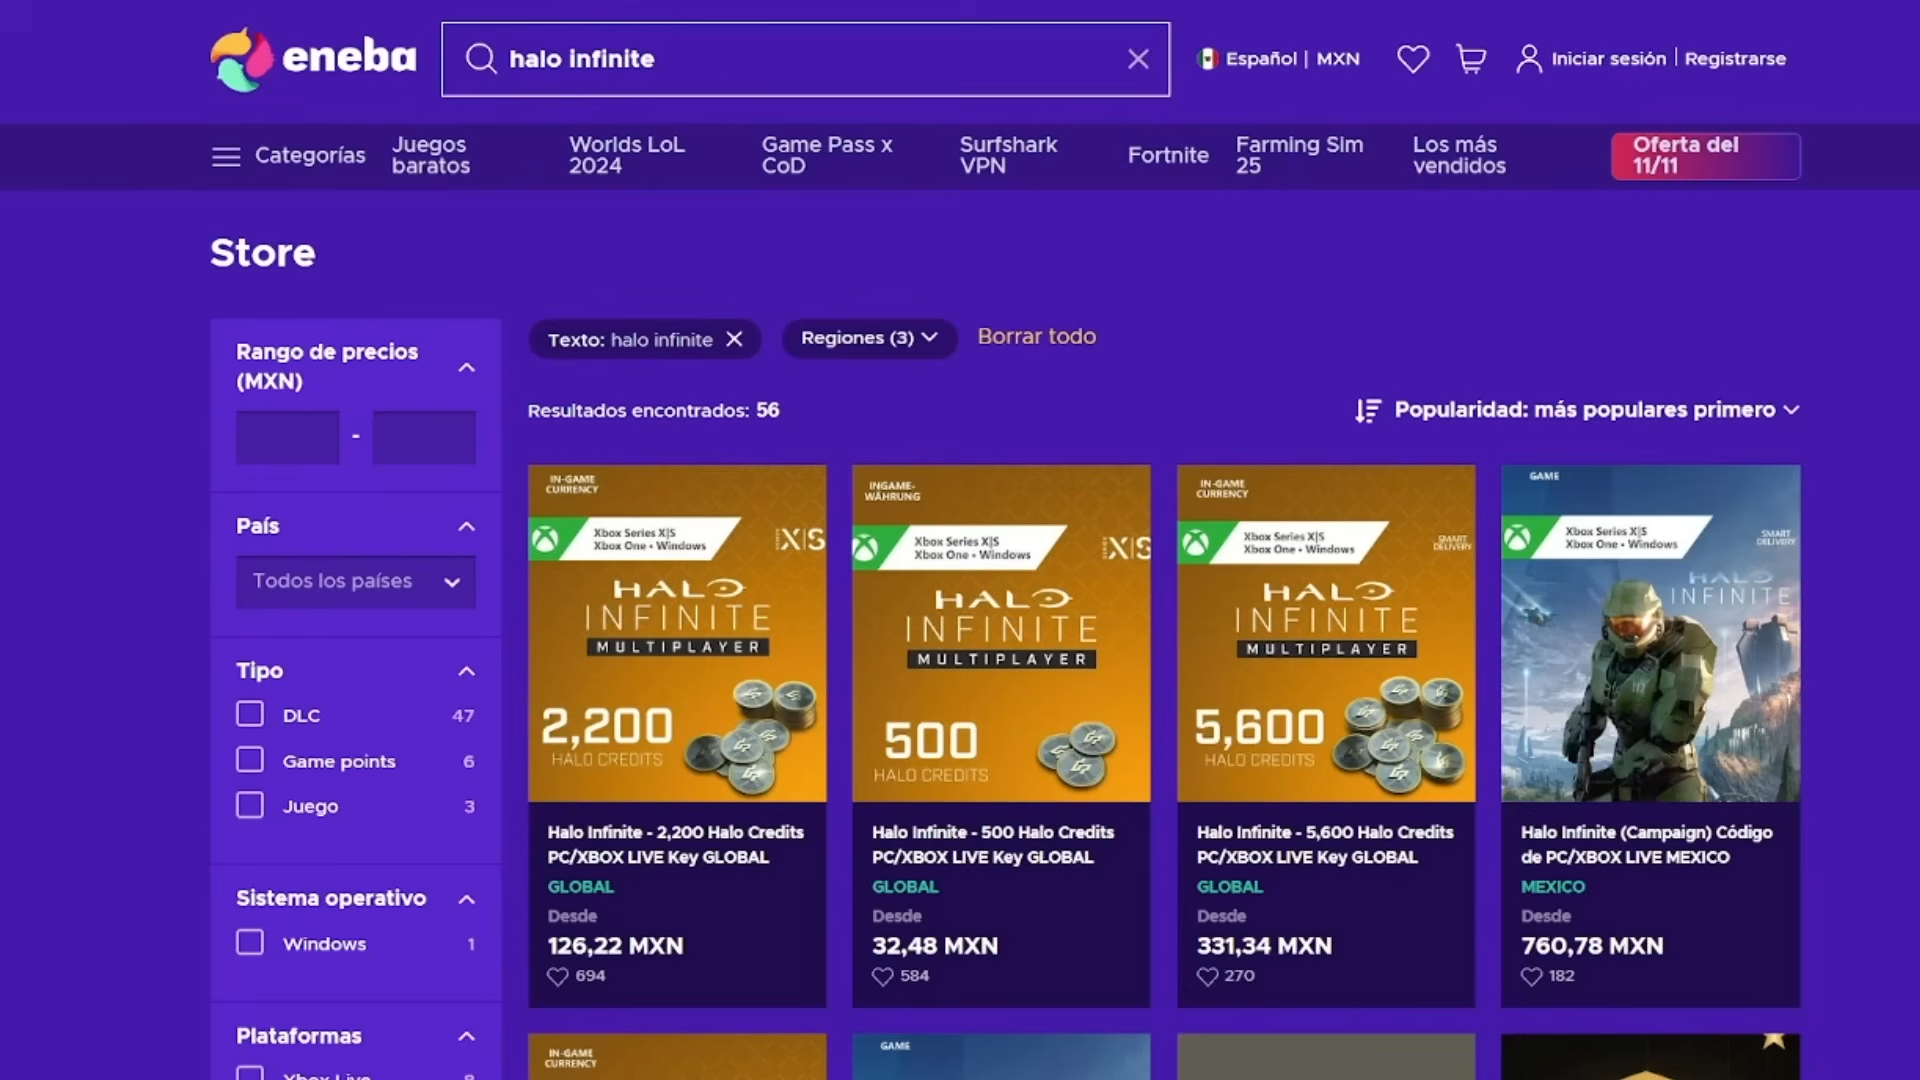 eneba
halo infinite
Español | MXN
Iniciar sesión | Registrarse
Categorías
Juegos
baratos
Worlds LoL
2024
Game Pass x
CoD
Surfshark
VPN
Fortnite
Farming Sim
25
Los más
vendidos
Oferta del
11/11
Store
Rango de precios
(MXN)
-
País
Todos los países
Tipo
DLC 47
Game points 6
Juego 3
Sistema operativo
Windows 1
Plataformas
Xbox Live 8
Texto: halo infinite
Regiones (3)
Borrar todo
Resultados encontrados: 56
Popularidad: más populares primero
IN-GAME
CURRENCY
Xbox Series X|S
Xbox One • Windows
X|S
HALO
INFINITE
MULTIPLAYER
2,200
HALO CREDITS
Halo Infinite - 2,200 Halo Credits
PC/XBOX LIVE Key GLOBAL
GLOBAL
Desde
126,22 MXN
694
INGAME-
WÄHRUNG
Xbox Series X|S
Xbox One • Windows
X|S
HALO
INFINITE
MULTIPLAYER
500
HALO CREDITS
Halo Infinite - 500 Halo Credits
PC/XBOX LIVE Key GLOBAL
GLOBAL
Desde
32,48 MXN
584
IN-GAME
CURRENCY
Xbox Series X|S
Xbox One • Windows
SMART
DELIVERY
HALO
INFINITE
MULTIPLAYER
5,600
HALO CREDITS
Halo Infinite - 5,600 Halo Credits
PC/XBOX LIVE Key GLOBAL
GLOBAL
Desde
331,34 MXN
270
GAME
Xbox Series X|S
Xbox One • Windows
SMART
DELIVERY
HALO
INFINITE
Halo Infinite (Campaign) Código
de PC/XBOX LIVE MEXICO
MEXICO
Desde
760,78 MXN
182
IN-GAME
CURRENCY
GAME